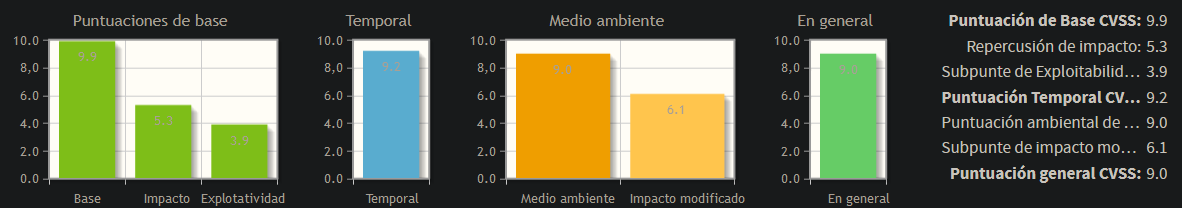 Puntuaciones de base
10.0
8,0
6.0
4.0
2.0
0.0
9.9
5.3
3.9
Base
Impacto
Explotatividad
Temporal
10.0
8,0
6.0
4.0
2.0
0.0
9.2
Temporal
Medio ambiente
10.0
8,0
6.0
4.0
2.0
0.0
9.0
6.1
Medio ambiente
Impacto modificado
En general
10.0
8,0
6.0
4.0
2.0
0.0
9.0
En general
Puntuación de Base CVSS: 9.9
Repercusión de impacto: 5.3
Subpunte de Exploitabilid... 3.9
Puntuación Temporal CV... 9.2
Puntuación ambiental de ... 9.0
Subpunte de impacto mo... 6.1
Puntuación general CVSS: 9.0